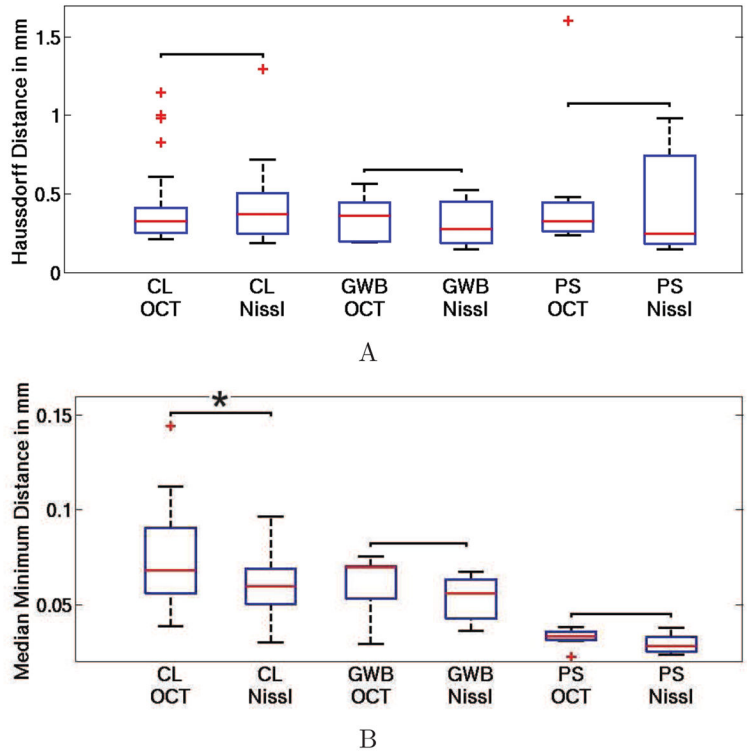 Haussdorff Distance in mm
1.5
1
0.5
0
CL CL GWB GWB PS PS
OCT Nissl OCT Nissl OCT Nissl
A
Median Minimum Distance in mm
0.15
*
0.1
0.05
CL CL GWB GWB PS PS
OCT Nissl OCT Nissl OCT Nissl
B